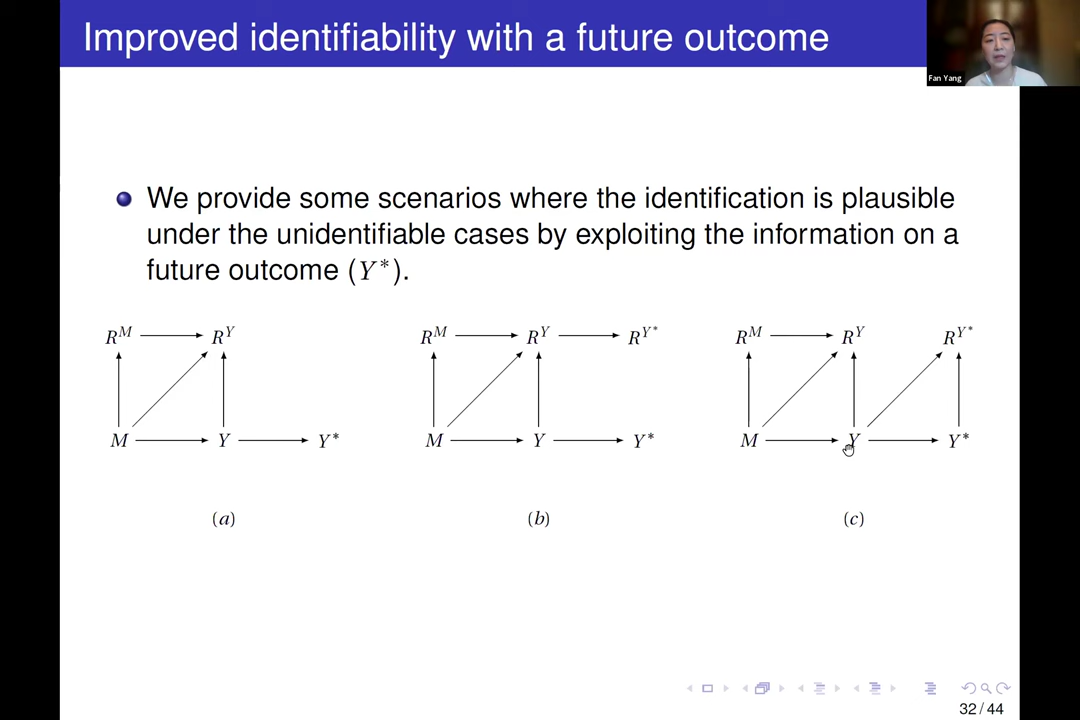 Improved identifiability with a future outcome
Fan Yang
We provide some scenarios where the identification is plausible
under the unidentifiable cases by exploiting the information on a
future outcome (Y*).
R^M R^Y R^M R^Y R^Y* R^M R^Y R^Y*
M Y Y* M Y Y* M Y Y*
(a) (b) (c)
32/44